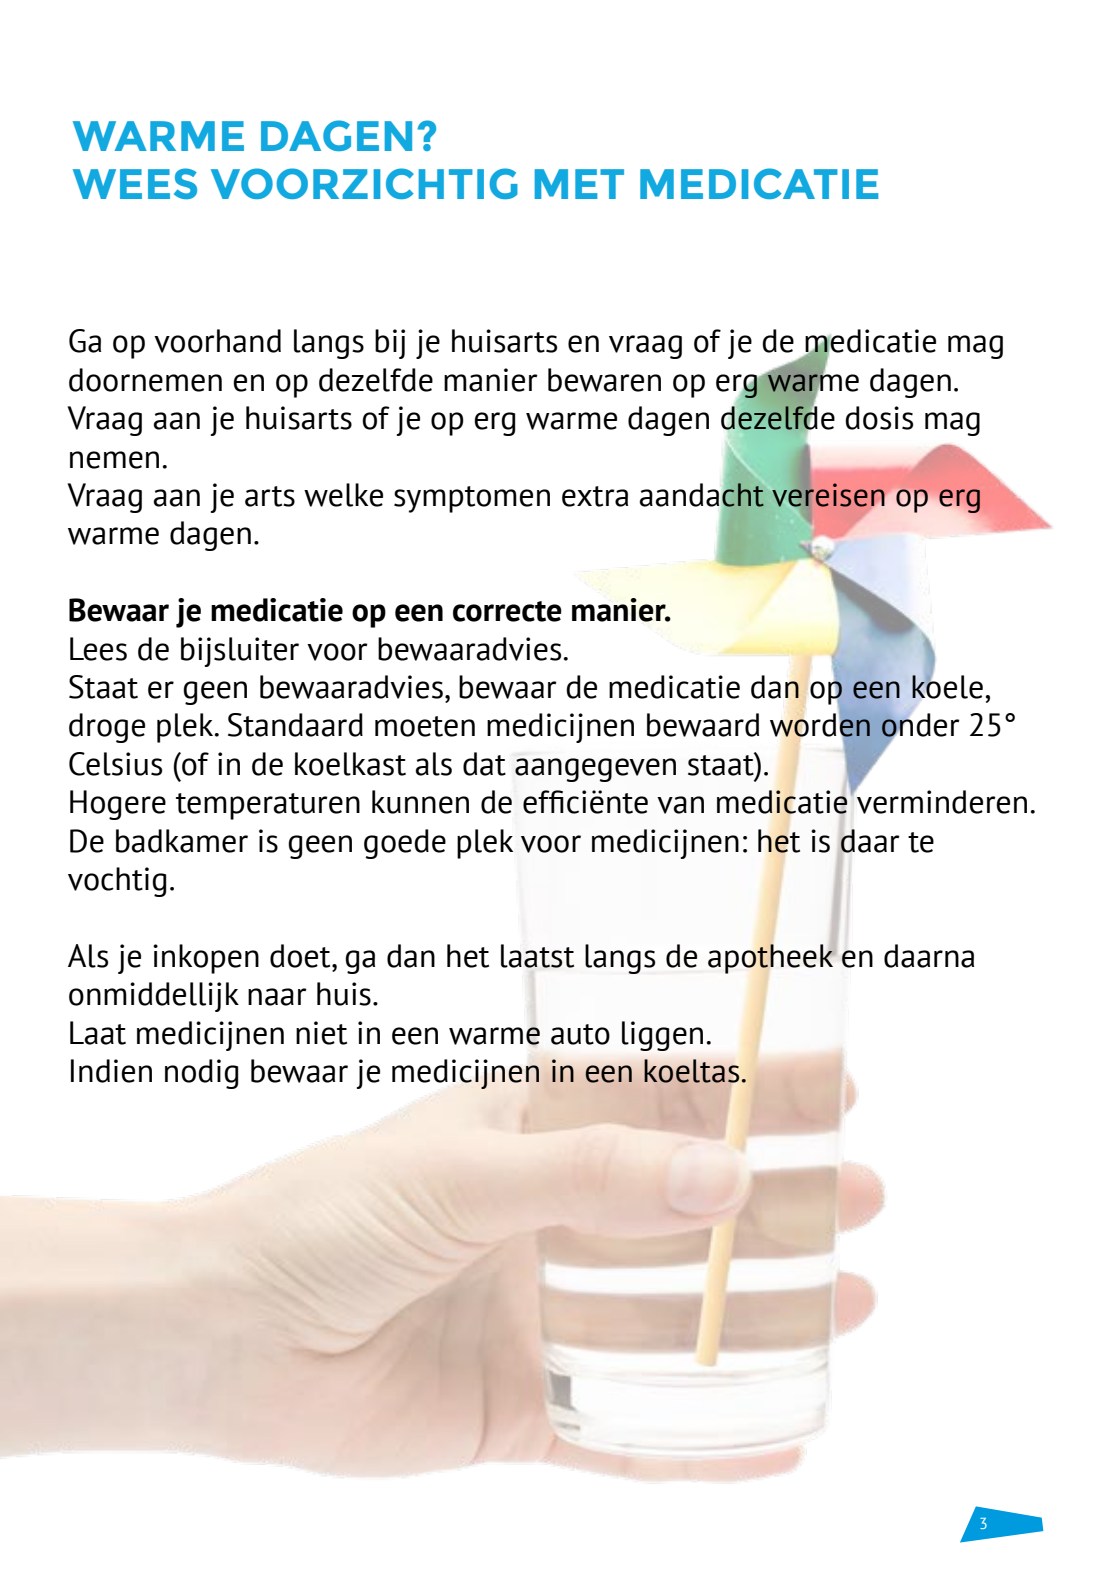 WARME DAGEN?
WEES VOORZICHTIG MET MEDICATIE
Ga op voorhand langs bij je huisarts en vraag of je de medicatie mag
doornemen en op dezelfde manier bewaren op erg warme dagen.
Vraag aan je huisarts of je op erg warme dagen dezelfde dosis mag
nemen.
Vraag aan je arts welke symptomen extra aandacht vereisen op erg
warme dagen.
Bewaar je medicatie op een correcte manier.
Lees de bijsluiter voor bewaaradvies.
Staat er geen bewaaradvies, bewaar de medicatie dan op een koele,
droge plek. Standaard moeten medicijnen bewaard worden onder 25°
Celsius (of in de koelkast als dat aangegeven staat).
Hogere temperaturen kunnen de efficiënte van medicatie verminderen.
De badkamer is geen goede plek voor medicijnen: het is daar te
vochtig.
Als je inkopen doet, ga dan het laatst langs de apotheek en daarna
onmiddellijk naar huis.
Laat medicijnen niet in een warme auto liggen.
Indien nodig bewaar je medicijnen in een koeltas.
3